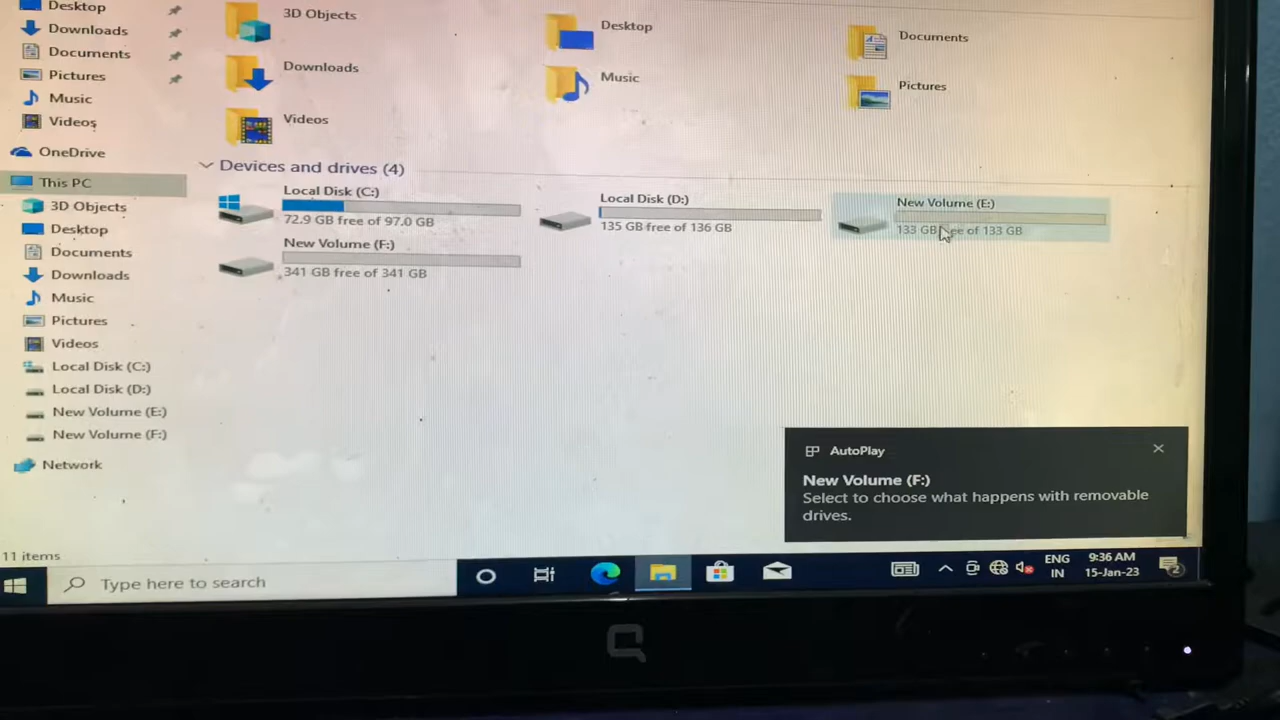 Desktop
Downloads
Documents
Pictures
Music
Videos
OneDrive
This PC
3D Objects
Desktop
Documents
Downloads
Music
Pictures
Videos
Local Disk (C:)
Local Disk (D:)
New Volume (E:)
New Volume (F:)
Network
11 items
3D Objects
Desktop
Documents
Downloads
Music
Pictures
Videos
Devices and drives (4)
Local Disk (C:)
72.9 GB free of 97.0 GB
Local Disk (D:)
135 GB free of 136 GB
New Volume (E:)
133 GB free of 133 GB
New Volume (F:)
341 GB free of 341 GB
AutoPlay
New Volume (F:)
Select to choose what happens with removable
drives.
Type here to search
ENG
IN
9:36 AM
15-Jan-23
2